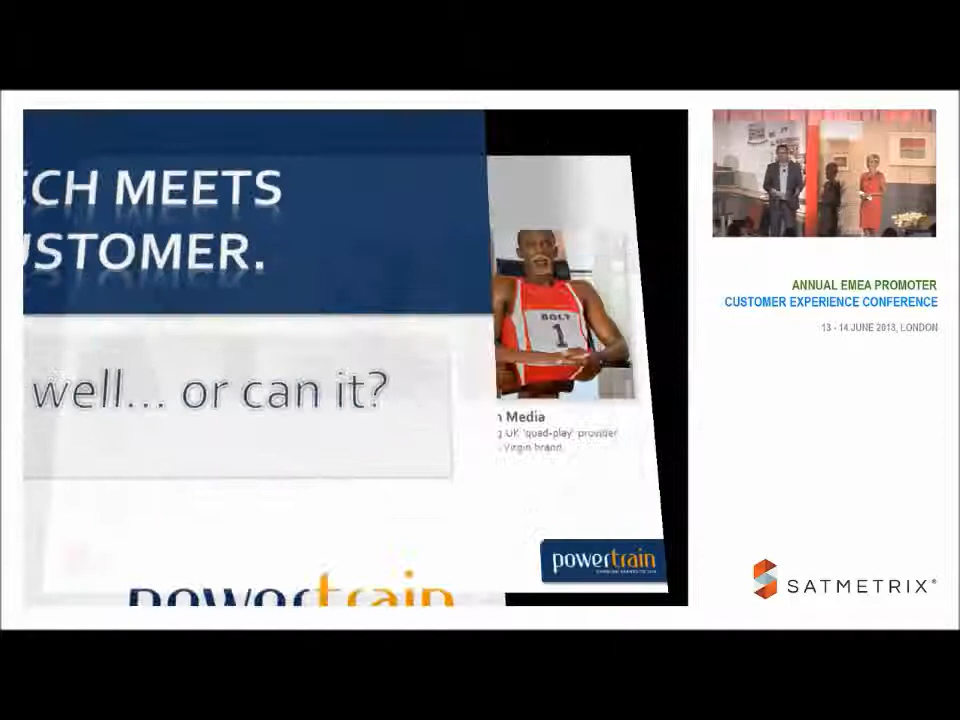 ECH MEETS
USTOMER.
well... or can it?
BOLT
1
n Media
g UK 'quad-play' provider
Virgin brand
powertrain
powertrain
ANNUAL EMEA PROMOTER
CUSTOMER EXPERIENCE CONFERENCE
13 - 14 JUNE 2013, LONDON
SATMETRIX®